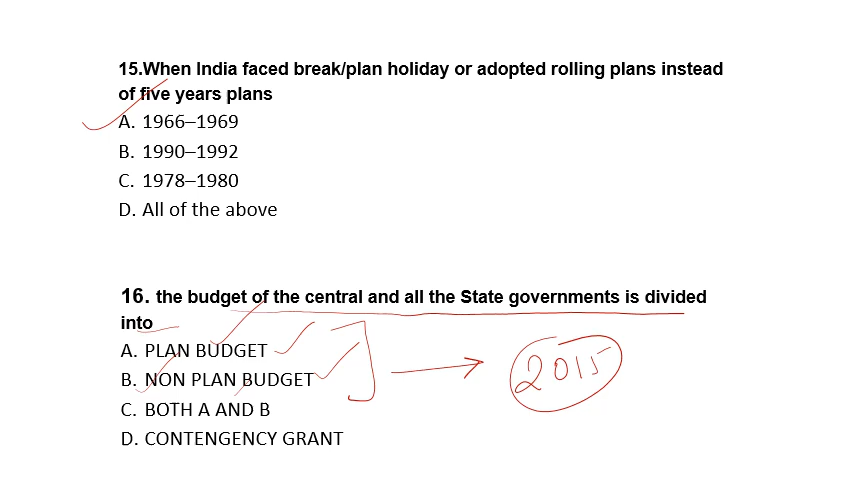 15.When India faced break/plan holiday or adopted rolling plans instead
of five years plans
A. 1966–1969
B. 1990–1992
C. 1978–1980
D. All of the above
16. the budget of the central and all the State governments is divided
into
A. PLAN BUDGET
B. NON PLAN BUDGET
2015
C. BOTH A AND B
D. CONTENGENCY GRANT